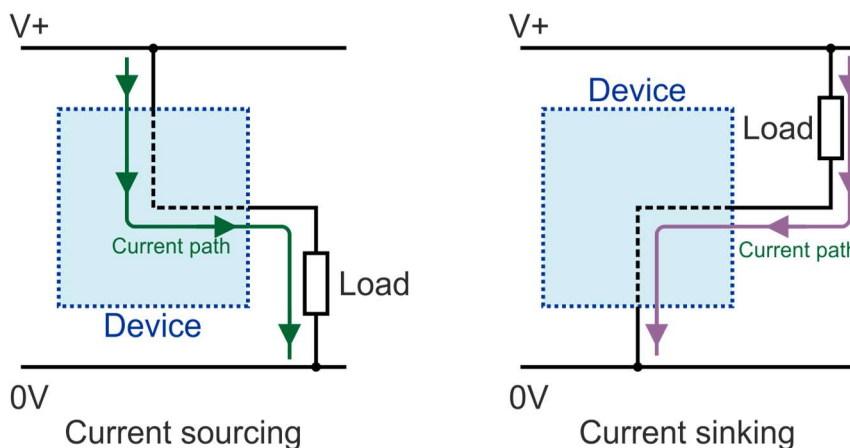 V+
Current path
Load
Device
0V
Current sourcing
V+
Device
Load
Current path
0V
Current sinking